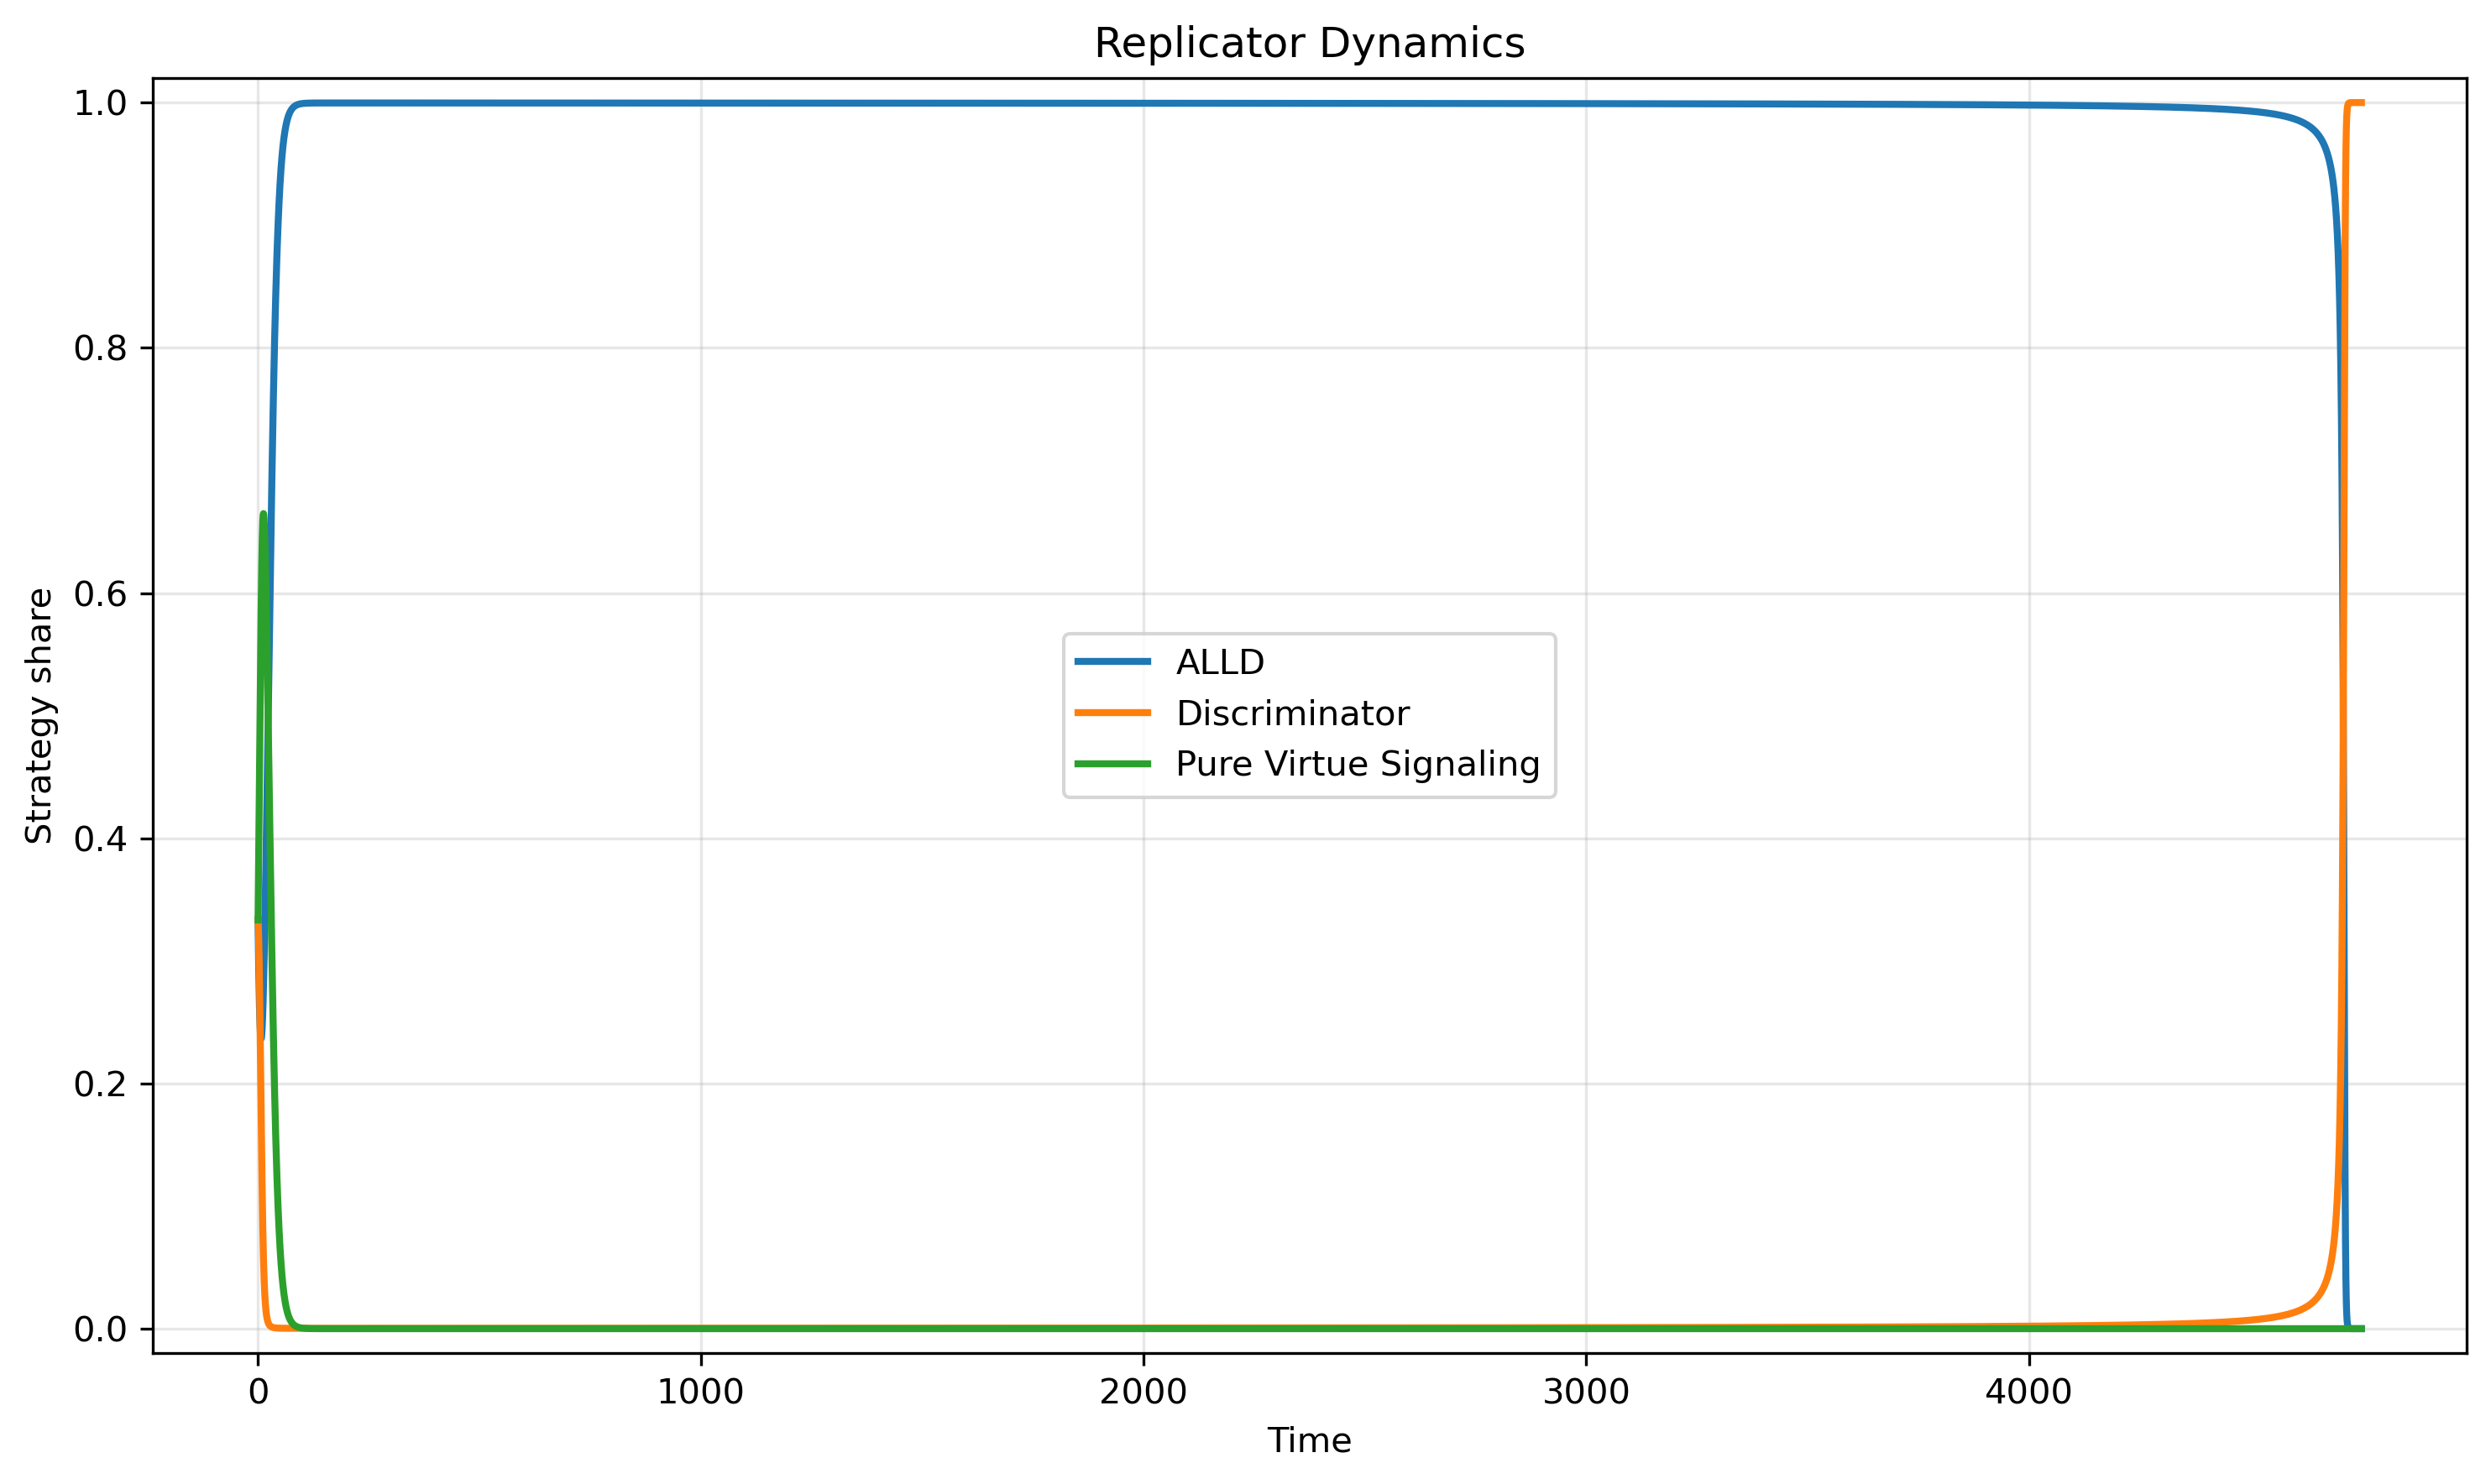 Replicator Dynamics
1.0
0.8
0.6
0.4
0.2
0.0
Strategy share
ALLD
Discriminator
Pure Virtue Signaling
0 1000 2000 3000 4000
Time